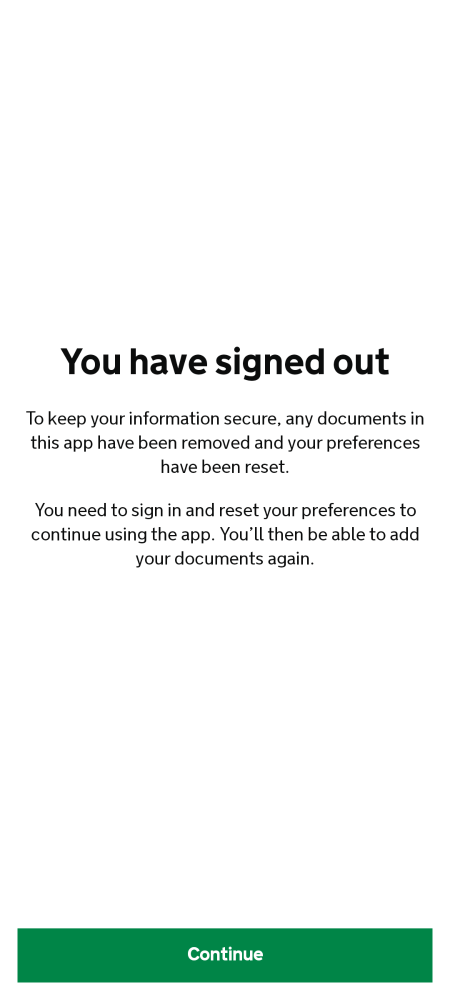 You have signed out
To keep your information secure, any documents in
this app have been removed and your preferences
have been reset.
You need to sign in and reset your preferences to
continue using the app. You’ll then be able to add
your documents again.
Continue